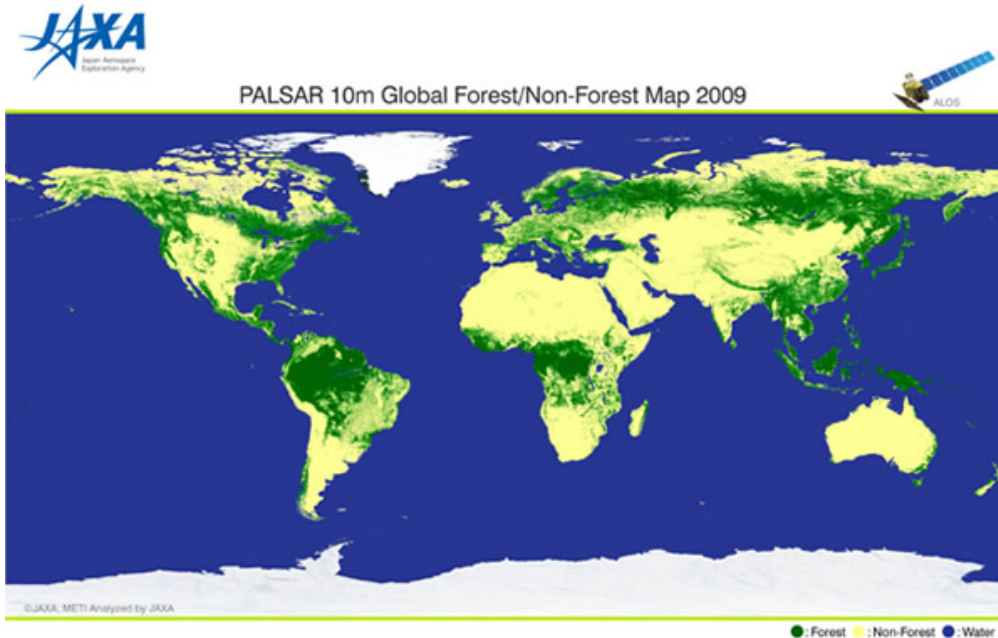 JAXA
Japan Aerospace
Exploration Agency
PALSAR 10m Global Forest/Non-Forest Map 2009
ALOS
©JAXA, METI Analyzed by JAXA
: Forest : Non-Forest : Water